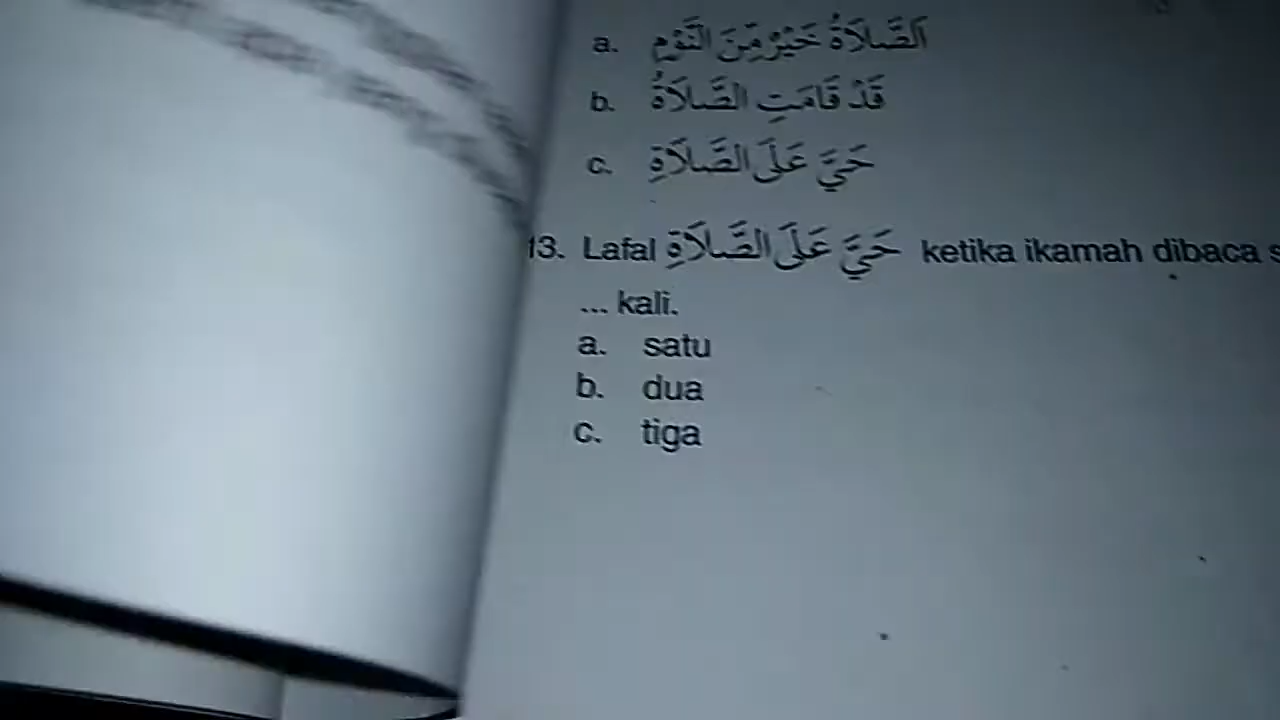 a. اَلصَّلَاةُ خَيْرٌ مِّنَ النَّوْمِ
b. قَدْ قَامَتِ الصَّلَاةُ
c. حَيَّ عَلَى الصَّلَاةِ
13. Lafal حَيَّ عَلَى الصَّلَاةِ ketika ikamah dibaca
... kali.
a. satu
b. dua
c. tiga